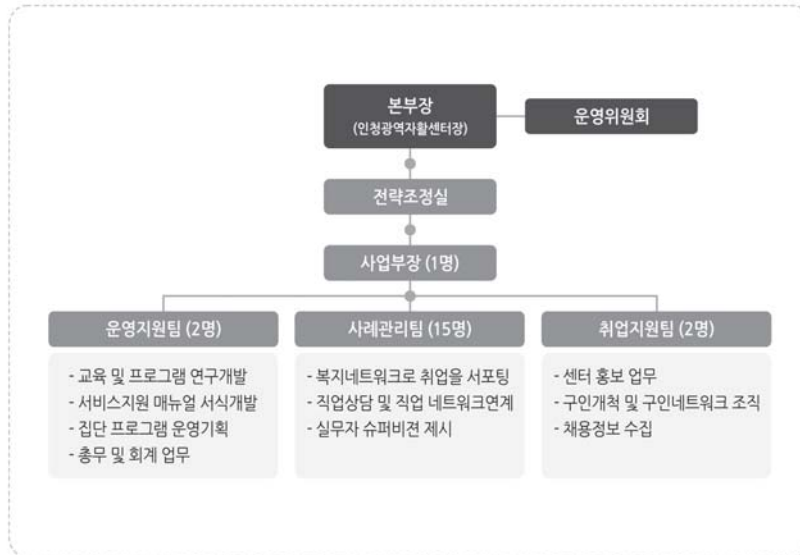 본부장
(인청광역자활센터장)
운영위원회
전략조정실
사업부장 (1명)
운영지원팀 (2명)
- 교육 및 프로그램 연구개발
- 서비스지원 매뉴얼 서식개발
- 집단 프로그램 운영기획
- 총무 및 회계 업무
사례관리팀 (15명)
- 복지네트워크로 취업을 서포팅
- 직업상담 및 직업 네트워크연계
- 실무자 슈퍼비젼 제시
취업지원팀 (2명)
- 센터 홍보 업무
- 구인개척 및 구인네트워크 조직
- 채용정보 수집